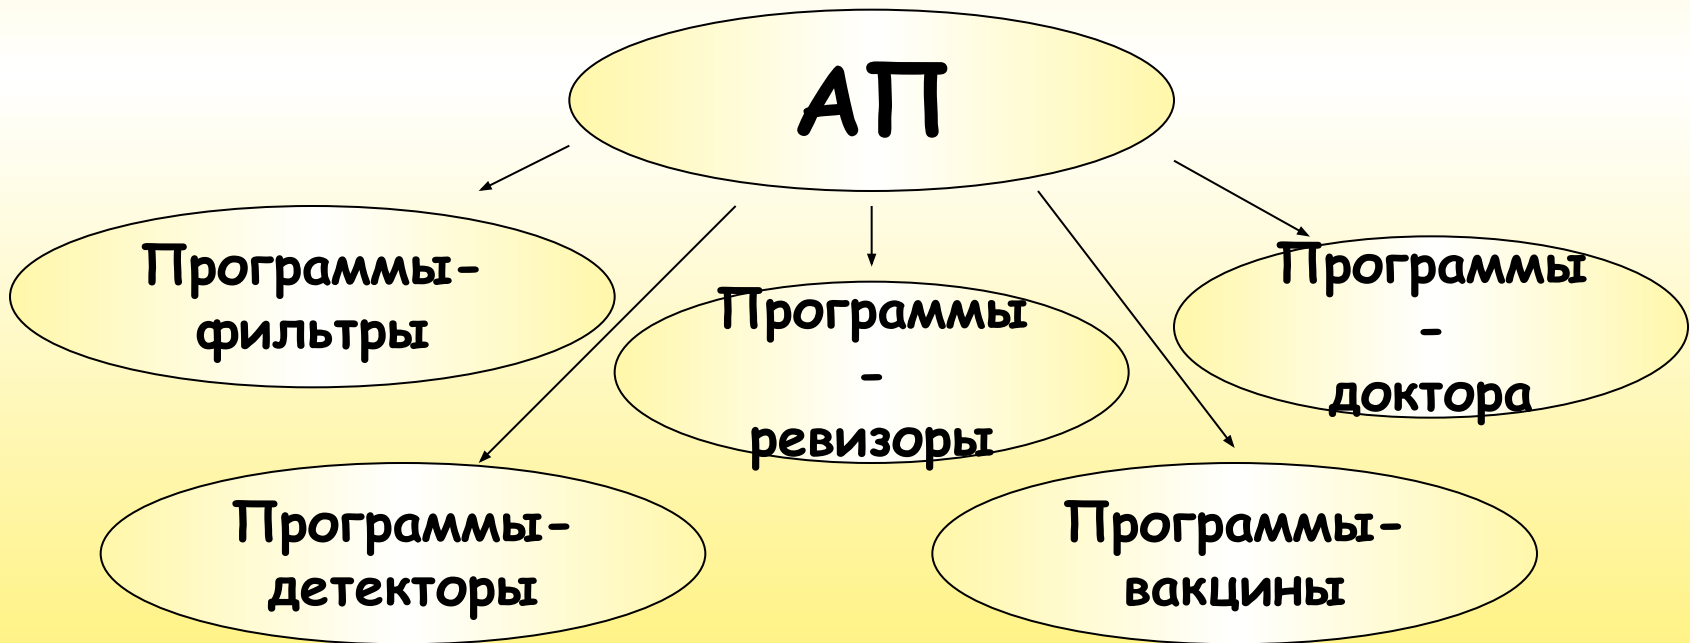 АП
Программы-
фильтры
Программы
-
ревизоры
Программы
-
доктора
Программы-
детекторы
Программы-
вакцины